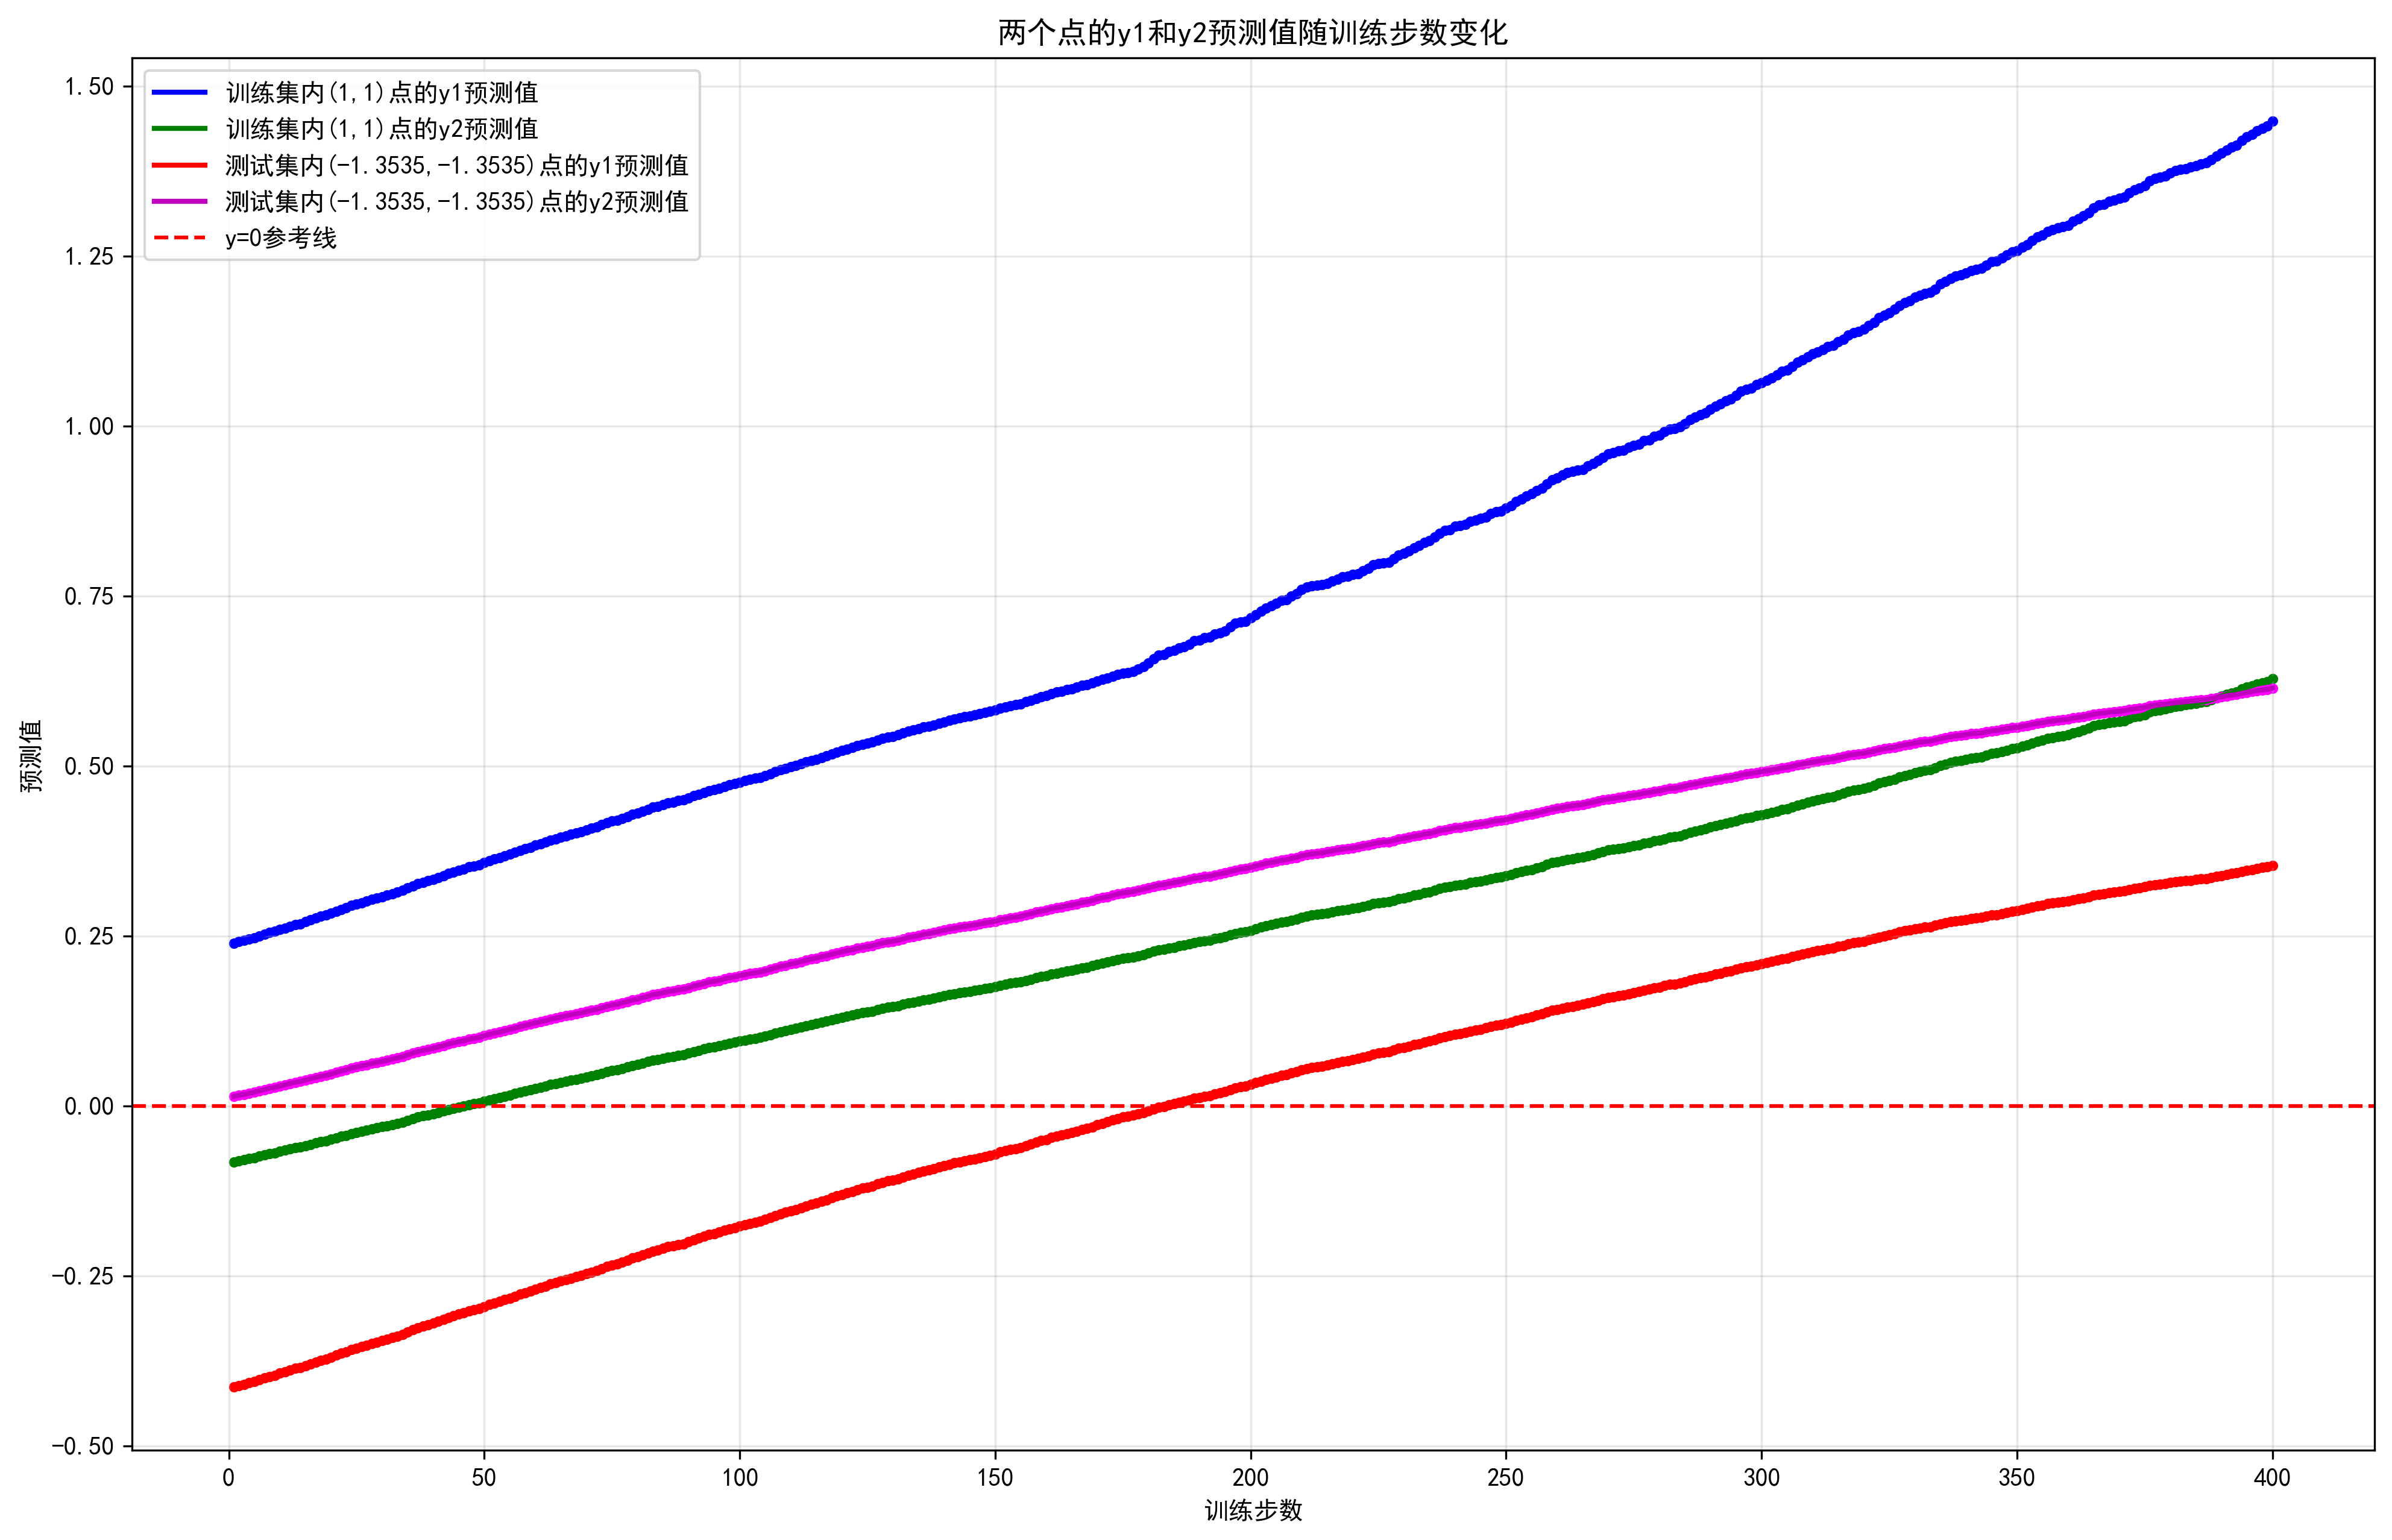 两个点的y1和y2预测值随训练步数变化
训练集内(1,1)点的y1预测值
训练集内(1,1)点的y2预测值
测试集内(-1.3535,-1.3535)点的y1预测值
测试集内(-1.3535,-1.3535)点的y2预测值
y=0参考线
1.50
1.25
1.00
0.75
0.50
0.25
0.00
-0.25
-0.50
预测值
0 50 100 150 200 250 300 350 400
训练步数